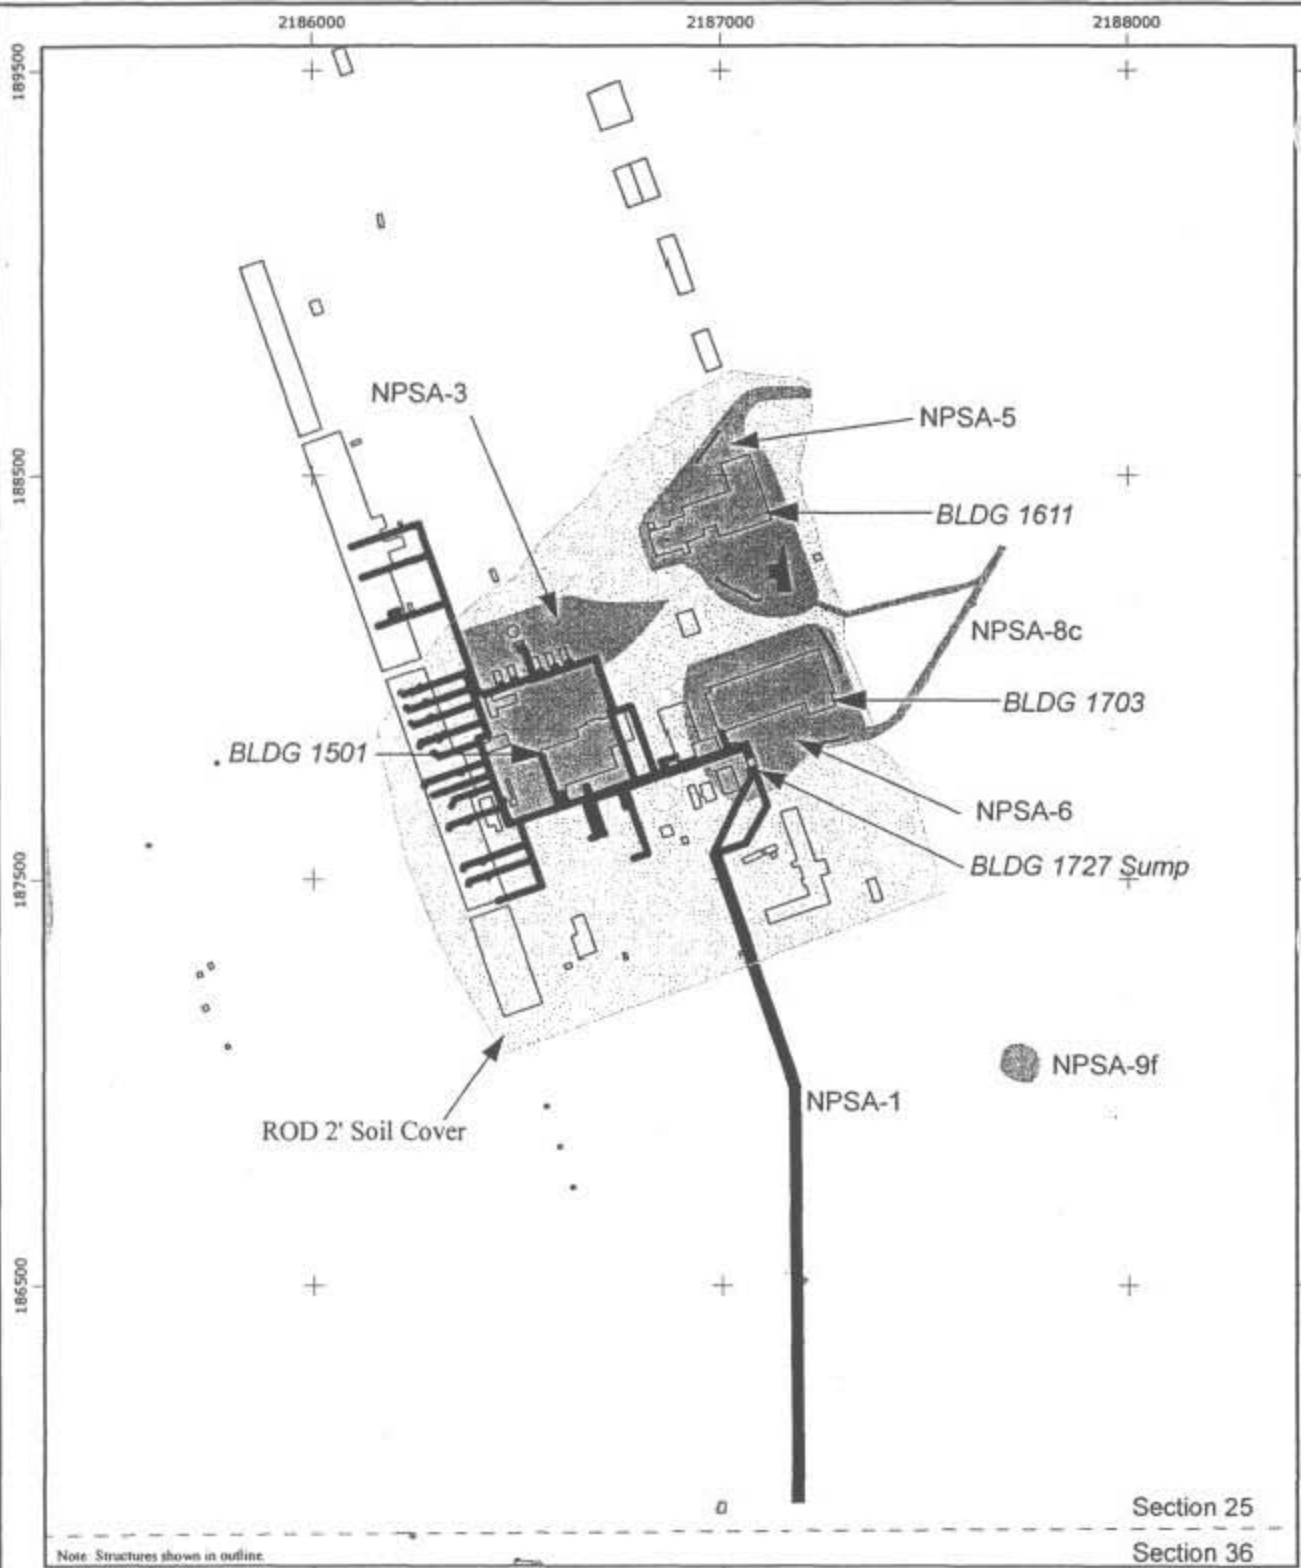 2186000
2187000
2188000
189500
NPSA-3
NPSA-5
188500
BLDG 1611
NPSA-8c
BLDG 1703
BLDG 1501
NPSA-6
BLDG 1727 Sump
187500
NPSA-9f
NPSA-1
ROD 2' Soil Cover
186500
Section 25
Note: Structures shown in outline.
Section 36